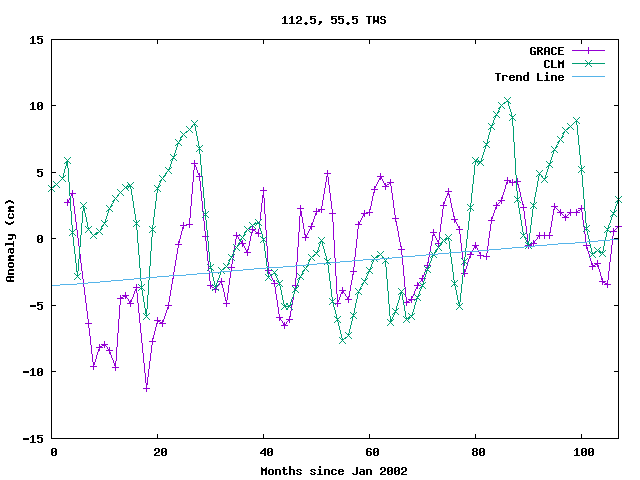 112.5, 55.5 TWS
GRACE
CLM
Trend Line
Anomaly (cm)
15
10
5
0
-5
-10
-15
0 20 40 60 80 100
Months since Jan 2002